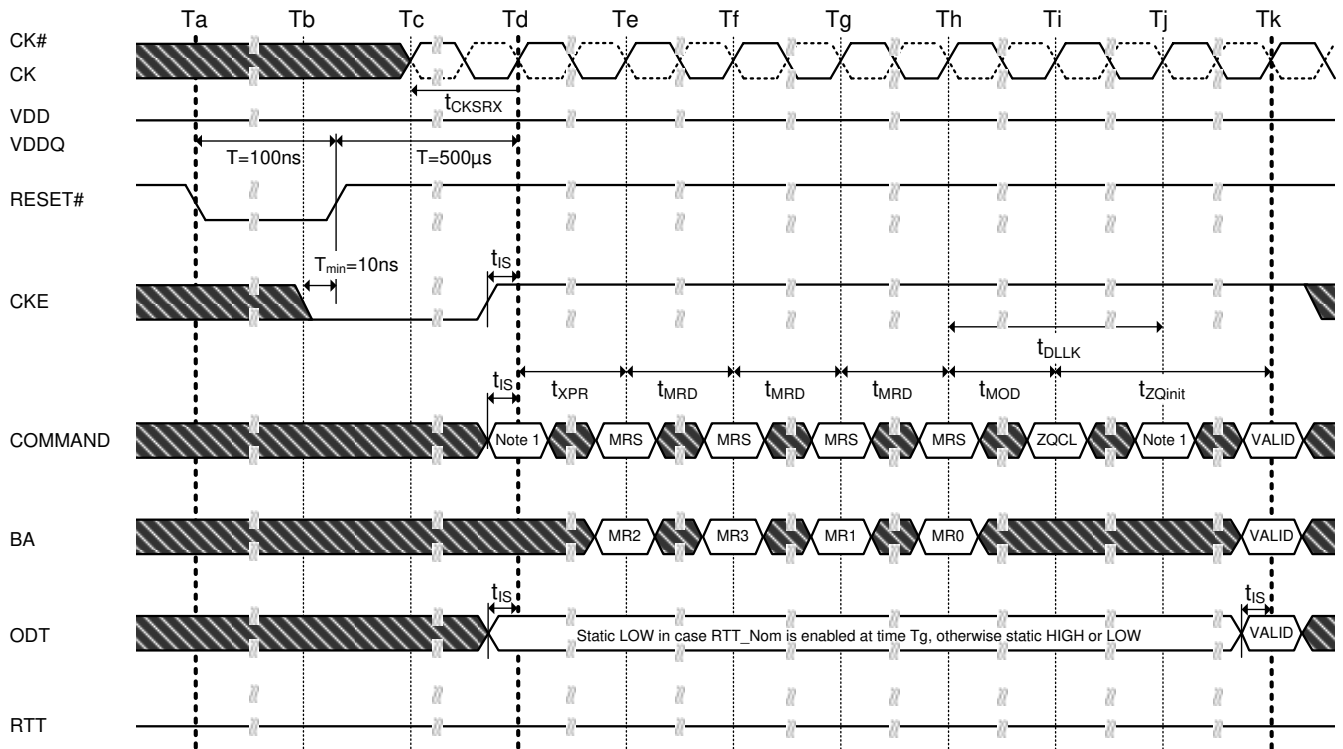 Ta Tb Tc Td Te Tf Tg Th Ti Tj Tk
CK#
CK
tCKSRX
VDD
VDDQ
T=100ns T=500µs
RESET#
Tmin=10ns tIS
CKE
tDLLK
tIS tXPR tMRD tMRD tMRD tMOD tZQinit
COMMAND Note 1 MRS MRS MRS MRS ZQCL Note 1 VALID
BA MR2 MR3 MR1 MR0 VALID
tIS tIS
ODT Static LOW in case RTT_Nom is enabled at time Tg, otherwise static HIGH or LOW VALID
RTT